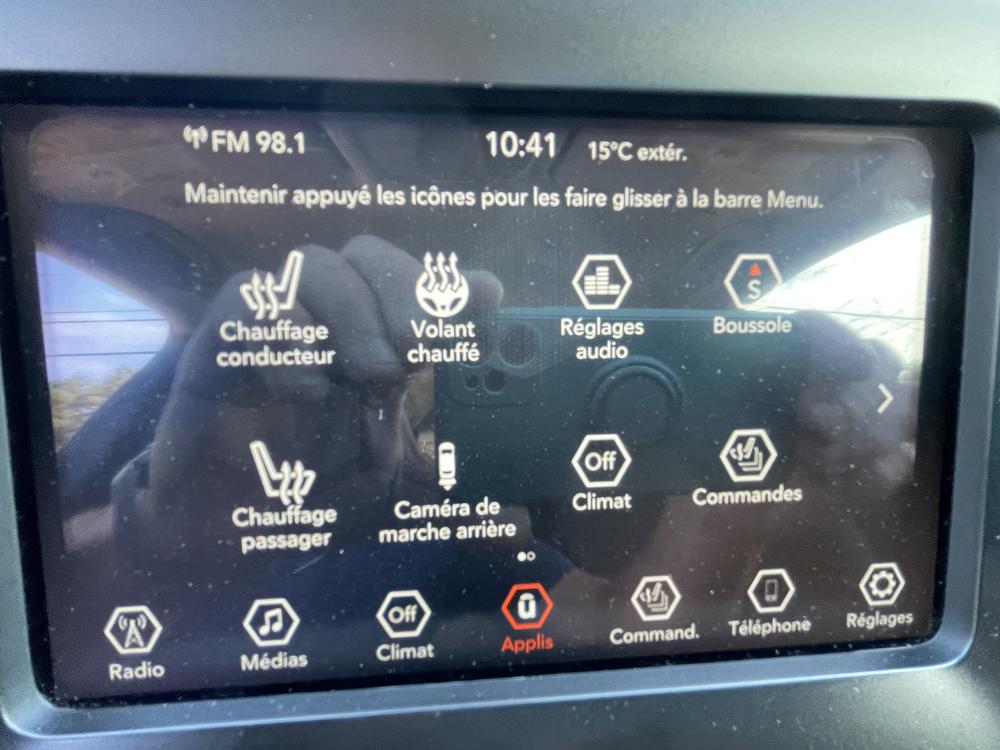 FM 98.1
10:41
15°C extér.
Maintenir appuyé les icônes pour les faire glisser à la barre Menu.
Chauffage
conducteur
Volant
chauffé
Réglages
audio
S
Boussole
Chauffage
passager
Caméra de
marche arrière
Off
Climat
Commandes
Radio
Médias
Off
Climat
Applis
Command.
Téléphone
Réglages